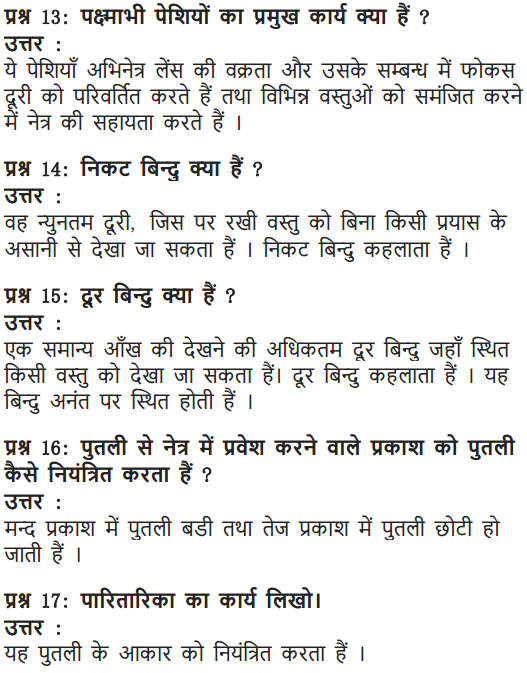 प्रश्न 13: पक्ष्माभी पेशियों का प्रमुख कार्य क्या हैं ?
उत्तर :
ये पेशियाँ अभिनेत्र लेंस की वक्रता और उसके सम्बन्ध में फोकस
दूरी को परिवर्तित करते हैं तथा विभिन्न वस्तुओं को समंजित करने
में नेत्र की सहायता करते हैं ।
प्रश्न 14: निकट बिन्दु क्या हैं ?
उत्तर :
वह न्युनतम दूरी, जिस पर रखी वस्तु को बिना किसी प्रयास के
असानी से देखा जा सकता हैं । निकट बिन्दु कहलाता हैं ।
प्रश्न 15: दूर बिन्दु क्या हैं ?
उत्तर :
एक समान्य आँख की देखने की अधिकतम दूर बिन्दु जहाँ स्थित
किसी वस्तु को देखा जा सकता हैं। दूर बिन्दु कहलाता हैं । यह
बिन्दु अनंत पर स्थित होती हैं ।
प्रश्न 16: पुतली से नेत्र में प्रवेश करने वाले प्रकाश को पुतली
कैसे नियंत्रित करता हैं ?
उत्तर :
मन्द प्रकाश में पुतली बडी तथा तेज प्रकाश में पुतली छोटी हो
जाती हैं ।
प्रश्न 17: पारितारिका का कार्य लिखो।
उत्तर :
यह पुतली के आकार को नियंत्रित करता हैं ।